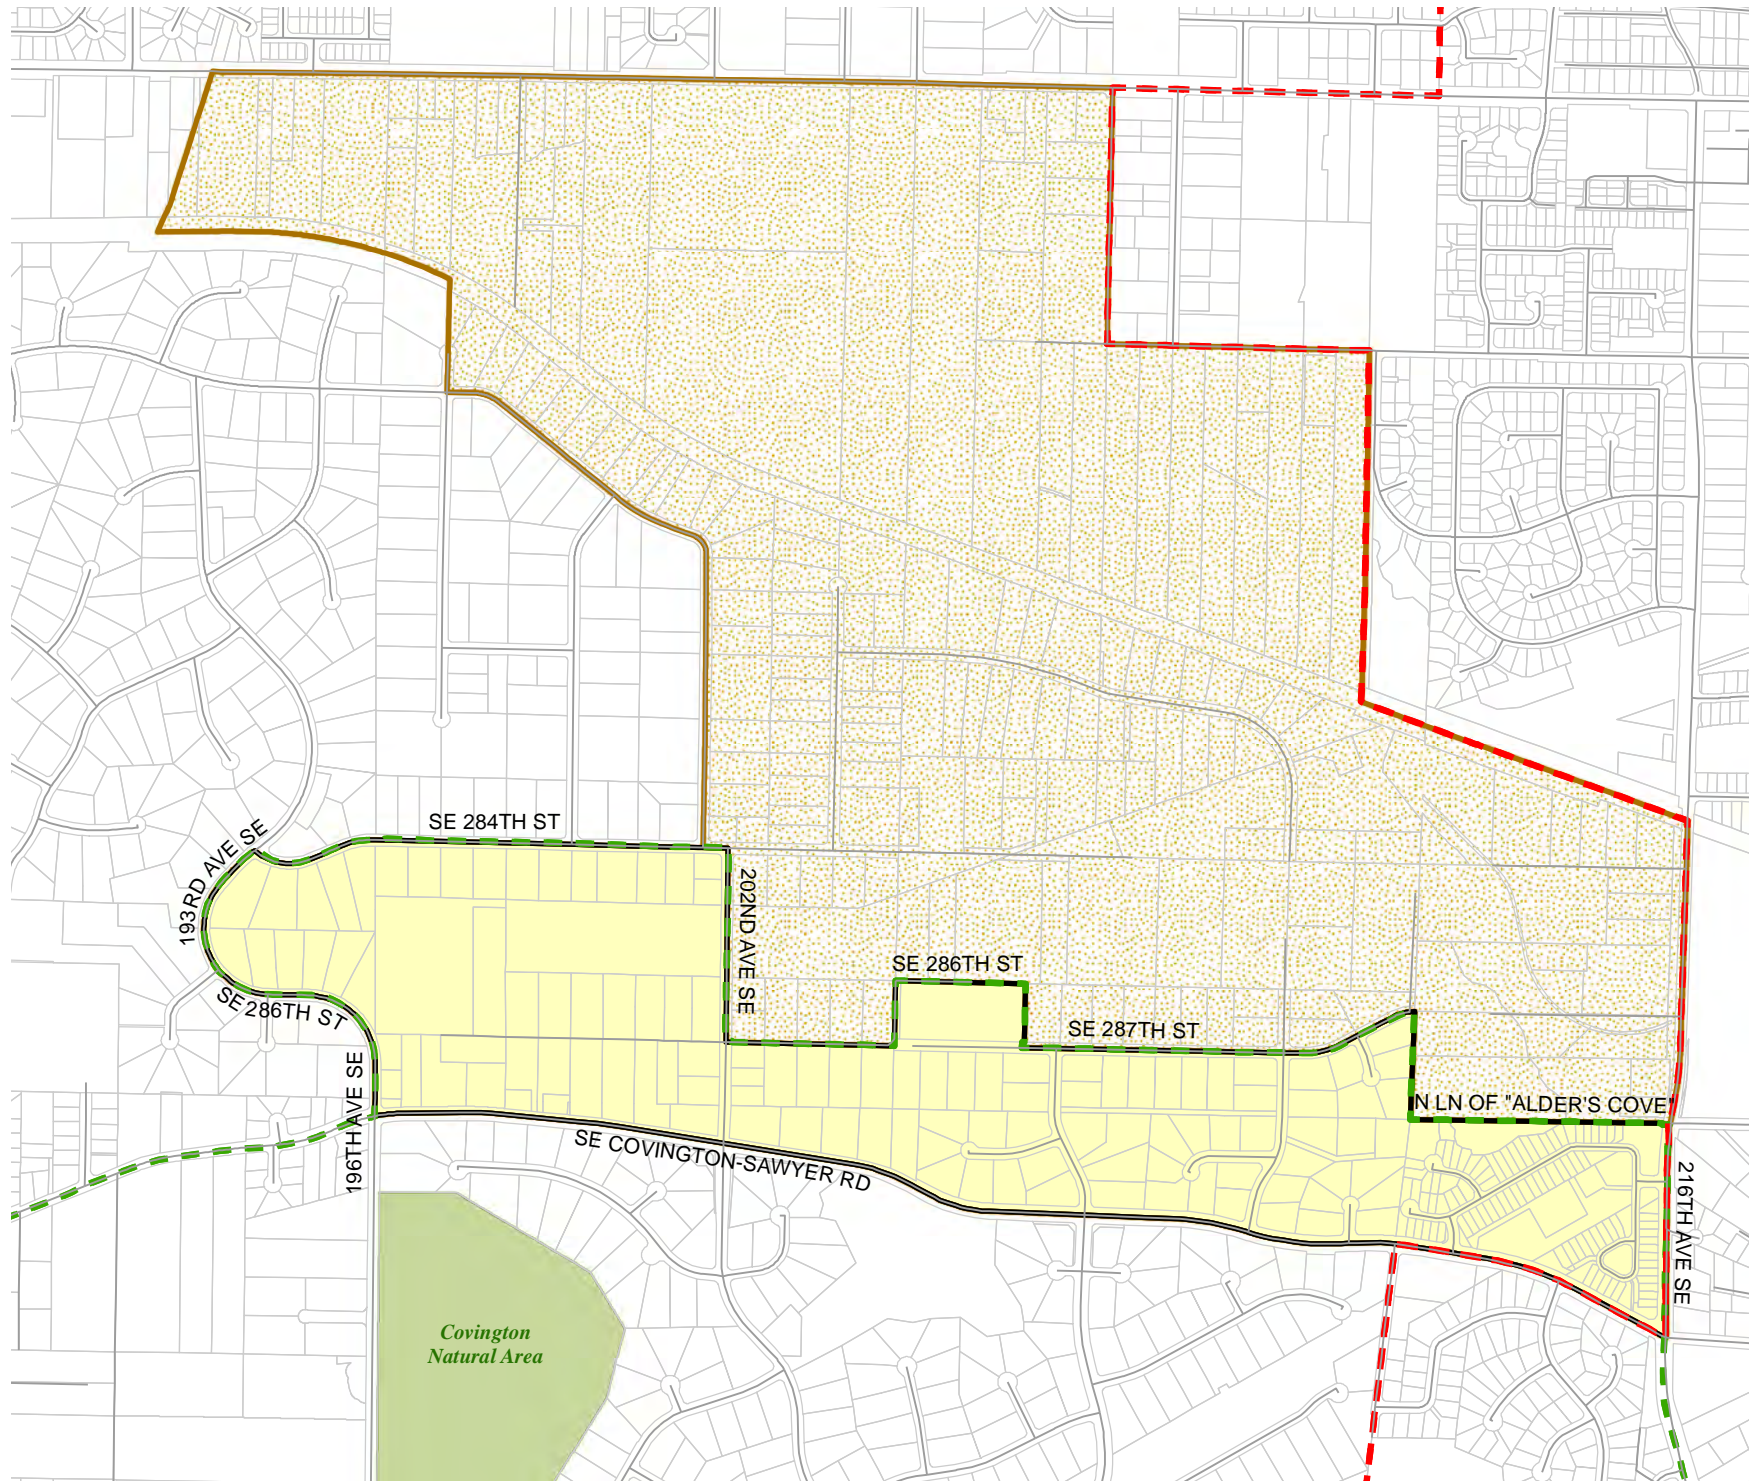 SE 284TH ST
193RD AVE SE
202ND AVE SE
SE 286TH ST
SE 286TH ST
SE 287TH ST
196TH AVE SE
N LN OF "ALDER'S COVE"
SE COVINGTON-SAWYER RD
216TH AVE SE
Covington
Natural Area